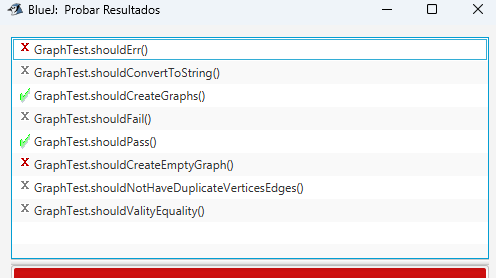 BlueJ: Probar Resultados
GraphTest.shouldErr()
GraphTest.shouldConvertToString()
GraphTest.shouldCreateGraphs()
GraphTest.shouldFail()
GraphTest.shouldPass()
GraphTest.shouldCreateEmptyGraph()
GraphTest.shouldNotHaveDuplicateVerticesEdges()
GraphTest.shouldValityEquality()